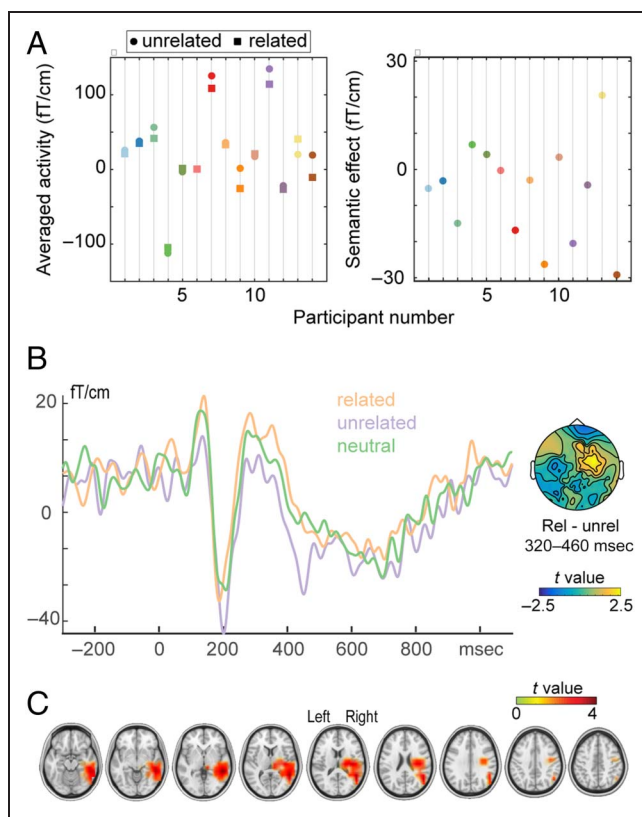 A
unrelated related
Averaged activity (fT/cm)
100
0
−100
5 10
Semantic effect (fT/cm)
30
0
−30
5 10
Participant number
B
fT/cm
20
0
−40
−200 0 200 400 600 800 msec
related
unrelated
neutral
Rel - unrel
320–460 msec
t value
−2.5 2.5
C
Left Right
t value
0 4